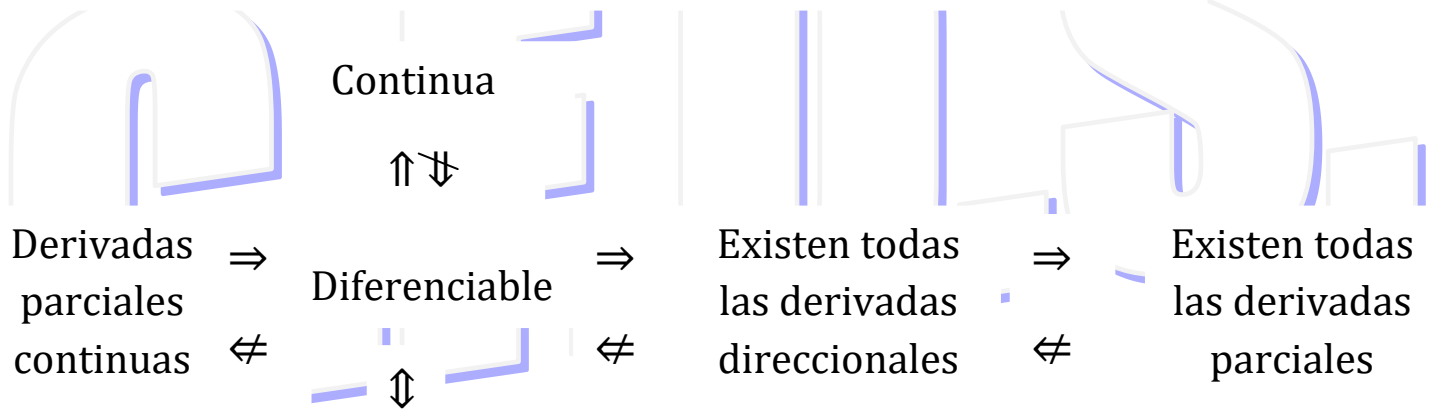 Continua
⇑⇓̸
Derivadas
parciales
continuas
⇒
⇍
Diferenciable
⇕
⇒
⇍
Existen todas
las derivadas
direccionales
⇒
⇍
Existen todas
las derivadas
parciales